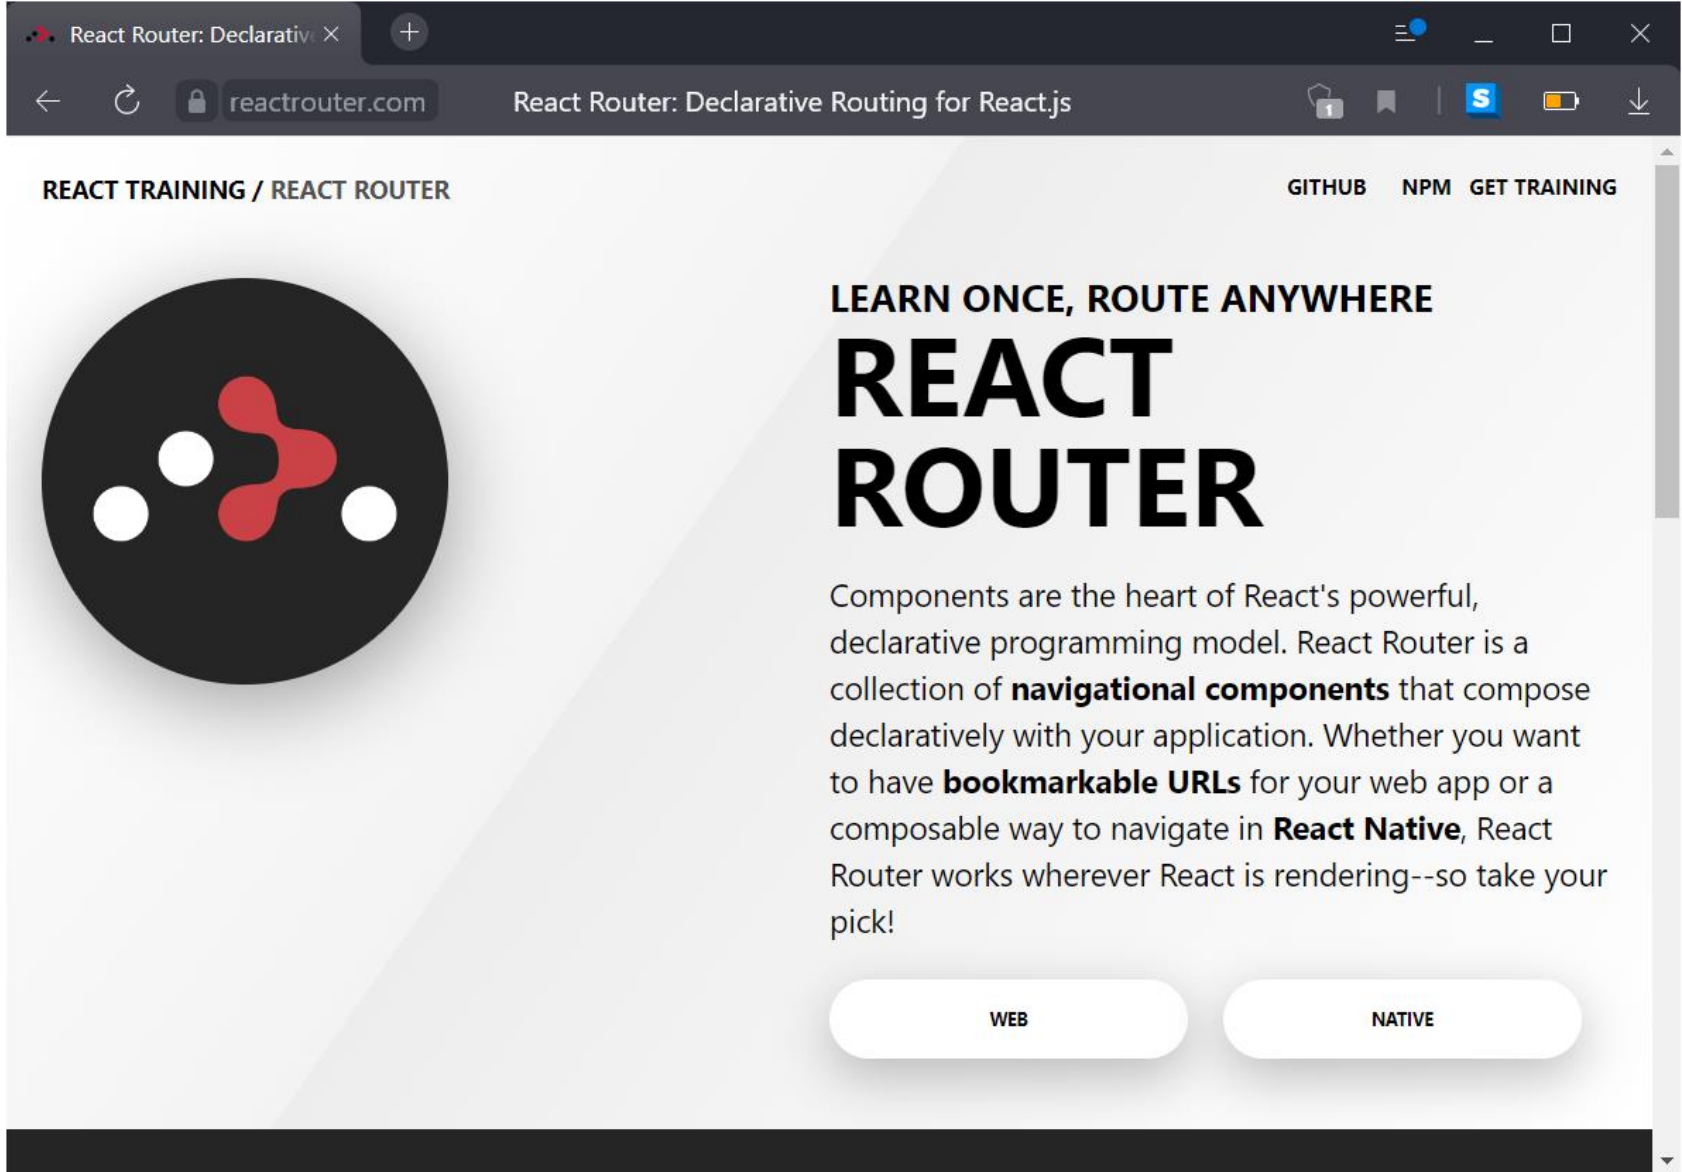 React Router: Declarativ
reactrouter.com
React Router: Declarative Routing for React.js
1
S
REACT TRAINING / REACT ROUTER
GITHUB NPM GET TRAINING
LEARN ONCE, ROUTE ANYWHERE
REACT
ROUTER
Components are the heart of React's powerful,
declarative programming model. React Router is a
collection of navigational components that compose
declaratively with your application. Whether you want
to have bookmarkable URLs for your web app or a
composable way to navigate in React Native, React
Router works wherever React is rendering--so take your
pick!
WEB NATIVE